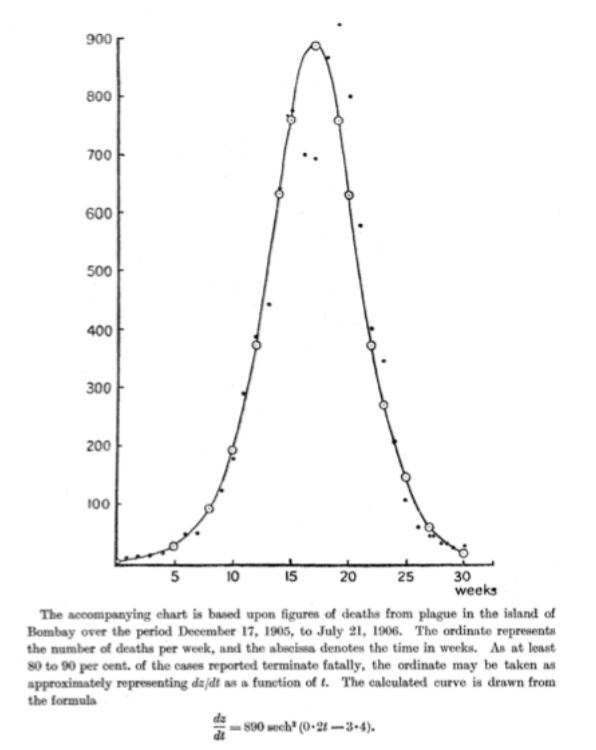 900
800
700
600
500
400
300
200
100
5 10 15 20 25 30
weeks
The accompanying chart is based upon figures of deaths from plague in the island of
Bombay over the period December 17, 1905, to July 21, 1906. The ordinate represents
the number of deaths per week, and the abscissa denotes the time in weeks. As at least
80 to 90 per cent. of the cases reported terminate fatally, the ordinate may be taken as
approximately representing dz/dt as a function of t. The calculated curve is drawn from
the formula
dz
dt = 890 sech² (0·2t — 3·4).